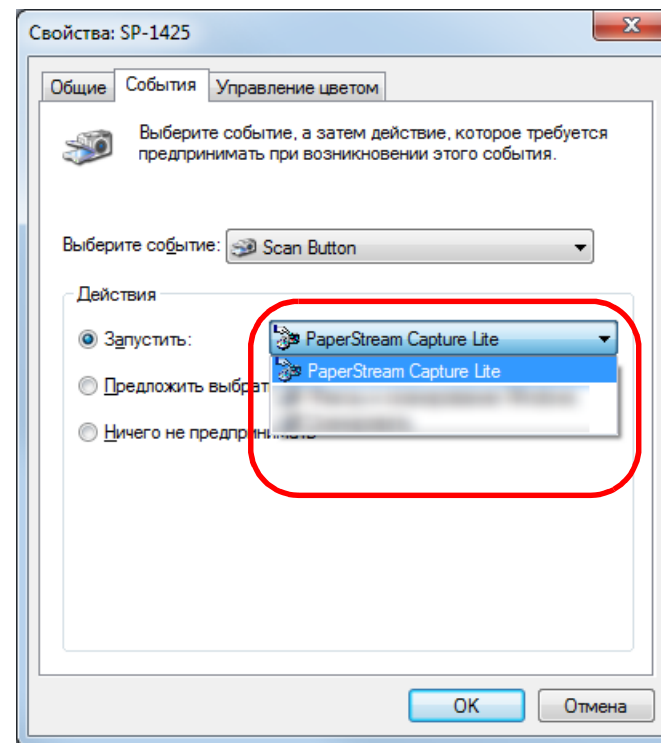 Свойства: SP-1425
Общие События Управление цветом
Выберите событие, а затем действие, которое требуется
предпринимать при возникновении этого события.
Выберите событие: Scan Button
Действия
Запустить: PaperStream Capture Lite
PaperStream Capture Lite
Предложить выбрат
Ничего не предпринимать
OK Отмена